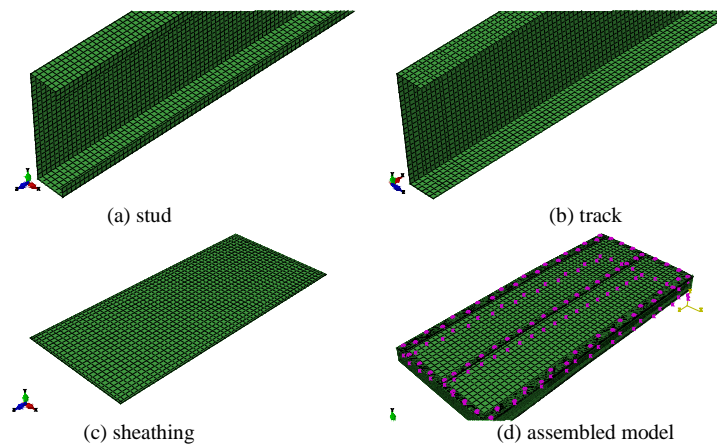 (a) stud
(b) track
(c) sheathing
(d) assembled model